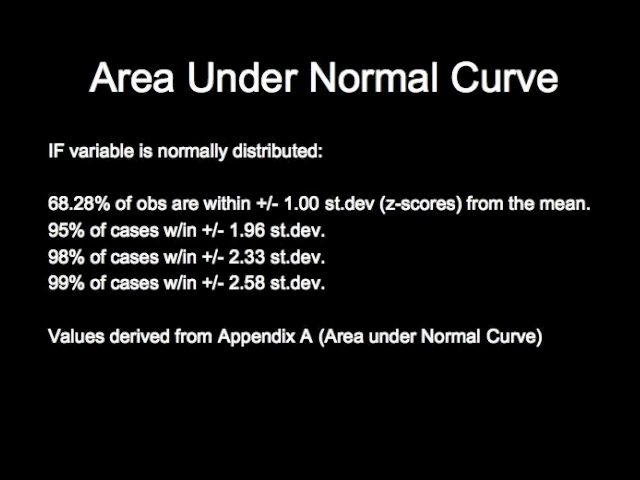 Area Under Normal Curve
IF variable is normally distributed:
68.28% of obs are within +/- 1.00 st.dev (z-scores) from the mean.
95% of cases w/in +/- 1.96 st.dev.
98% of cases w/in +/- 2.33 st.dev.
99% of cases w/in +/- 2.58 st.dev.
Values derived from Appendix A (Area under Normal Curve)